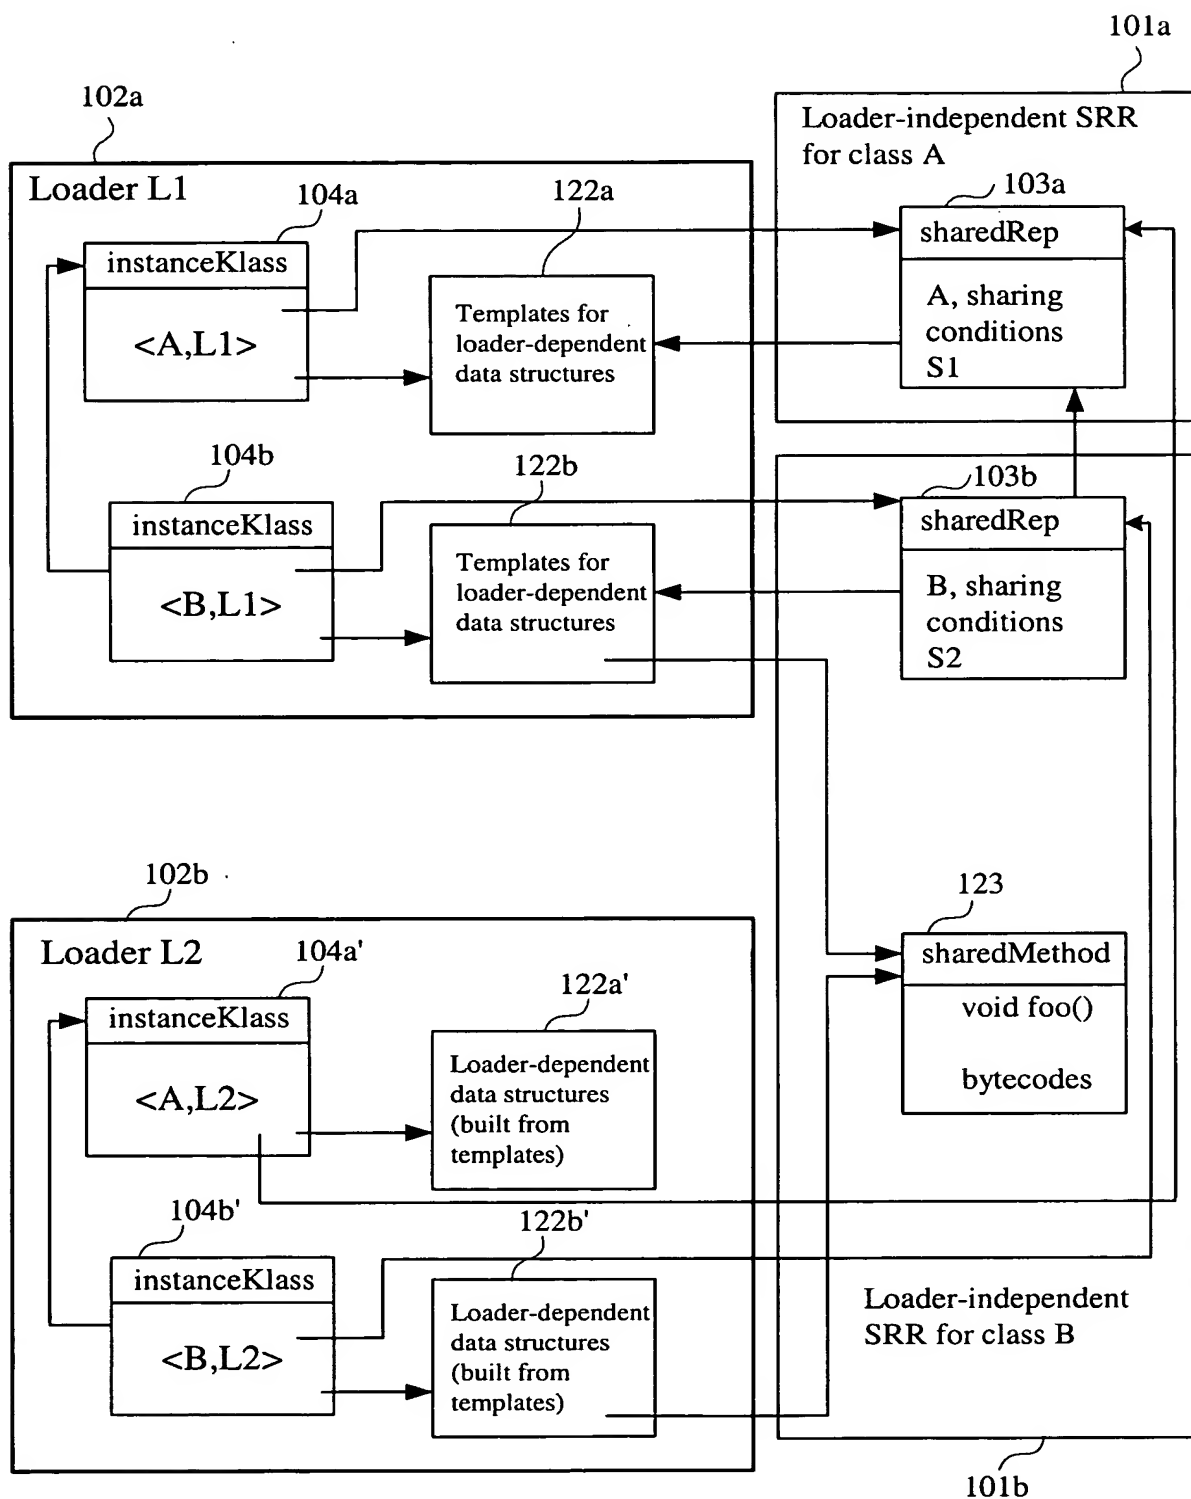 101a
102a
Loader-independent SRR
for class A
Loader L1
104a
122a
103a
instanceKlass
sharedRep
<A,L1>
Templates for
loader-dependent
data structures
A, sharing
conditions
S1
104b
122b
103b
instanceKlass
sharedRep
<B,L1>
Templates for
loader-dependent
data structures
B, sharing
conditions
S2
102b
123
Loader L2
104a'
sharedMethod
122a'
instanceKlass
void foo()
<A,L2>
Loader-dependent
data structures
(built from
templates)
bytecodes
104b'
122b'
instanceKlass
<B,L2>
Loader-dependent
data structures
(built from
templates)
Loader-independent
SRR for class B
101b